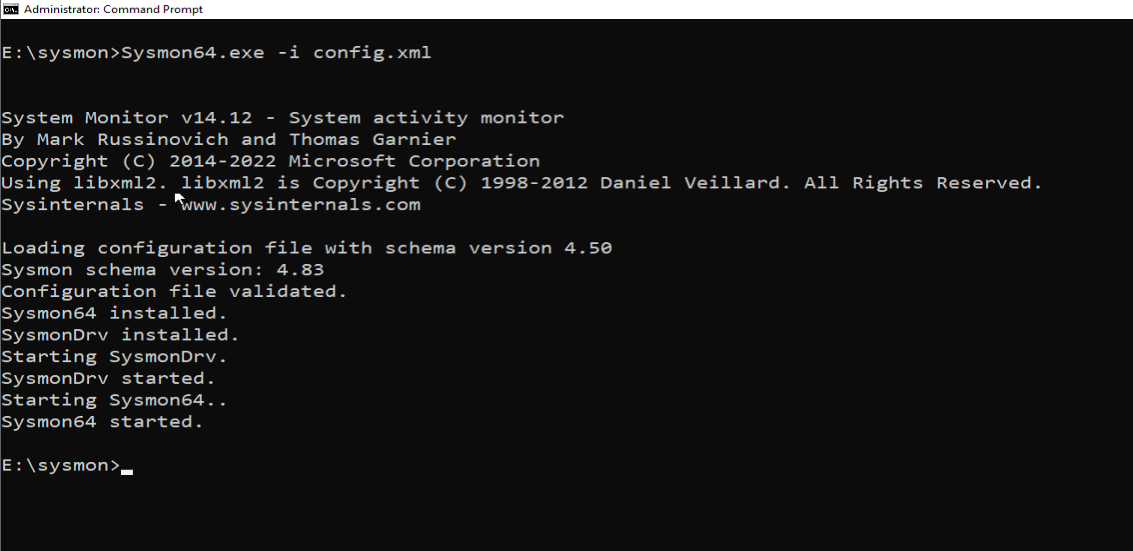 Administrator: Command Prompt
E:\sysmon>Sysmon64.exe -i config.xml
System Monitor v14.12 - System activity monitor
By Mark Russinovich and Thomas Garnier
Copyright (C) 2014-2022 Microsoft Corporation
Using libxml2. libxml2 is Copyright (C) 1998-2012 Daniel Veillard. All Rights Reserved.
Sysinternals - www.sysinternals.com
Loading configuration file with schema version 4.50
Sysmon schema version: 4.83
Configuration file validated.
Sysmon64 installed.
SysmonDrv installed.
Starting SysmonDrv.
SysmonDrv started.
Starting Sysmon64..
Sysmon64 started.
E:\sysmon>